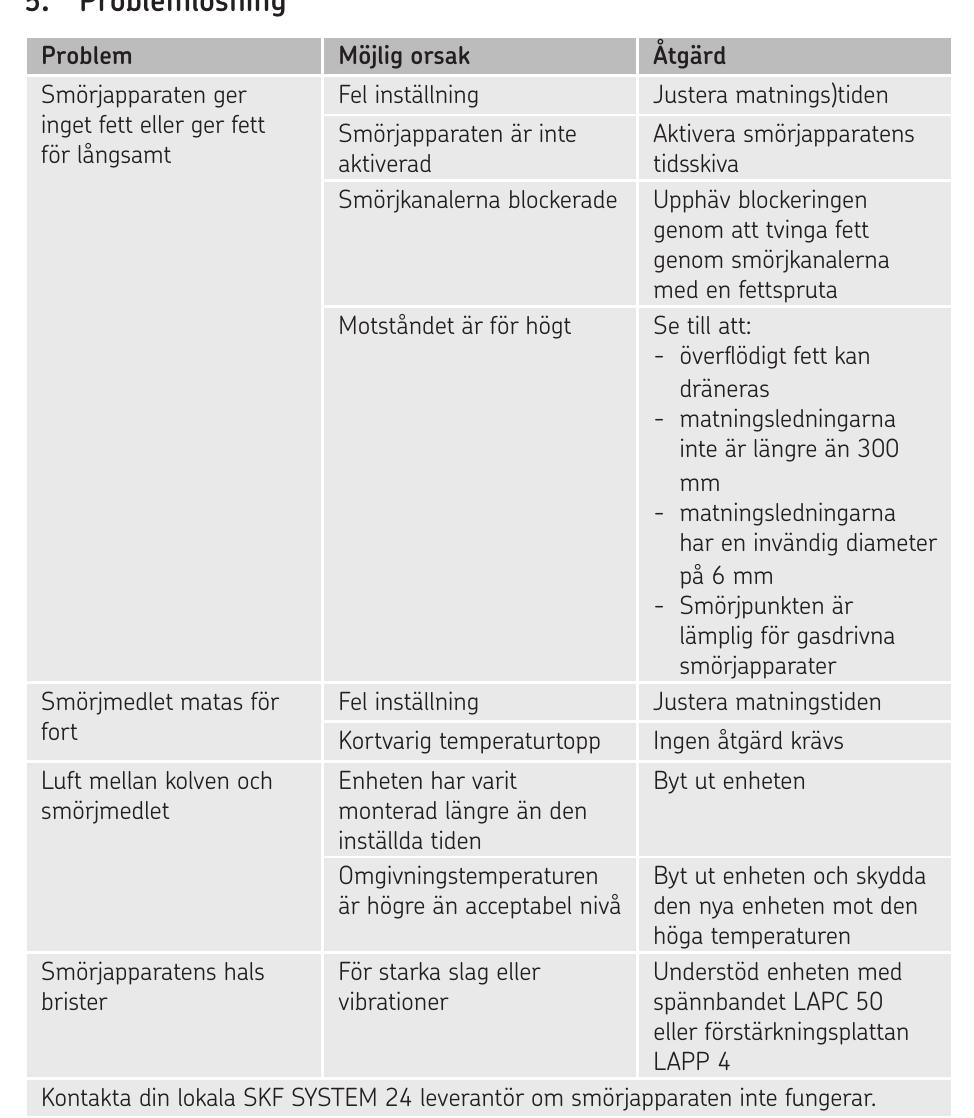 5. Problemlösning
Problem
Möjlig orsak
Åtgärd
Smörjapparaten ger
inget fett eller ger fett
för långsamt
Fel inställning
Justera matnings)tiden
Smörjapparaten är inte
aktiverad
Aktivera smörjapparatens
tidsskiva
Smörjkanalerna blockerade
Upphäv blockeringen
genom att tvinga fett
genom smörjkanalerna
med en fettspruta
Motståndet är för högt
Se till att:
- överflödigt fett kan
dräneras
- matningsledningarna
inte är längre än 300
mm
- matningsledningarna
har en invändig diameter
på 6 mm
- Smörjpunkten är
lämplig för gasdrivna
smörjapparater
Smörjmedlet matas för
fort
Fel inställning
Justera matningstiden
Kortvarig temperaturtopp
Ingen åtgärd krävs
Luft mellan kolven och
smörjmedlet
Enheten har varit
monterad längre än den
inställda tiden
Byt ut enheten
Omgivningstemperaturen
är högre än acceptabel nivå
Byt ut enheten och skydda
den nya enheten mot den
höga temperaturen
Smörjapparatens hals
brister
För starka slag eller
vibrationer
Understöd enheten med
spännbandet LAPC 50
eller förstärkningsplattan
LAPP 4
Kontakta din lokala SKF SYSTEM 24 leverantör om smörjapparaten inte fungerar.